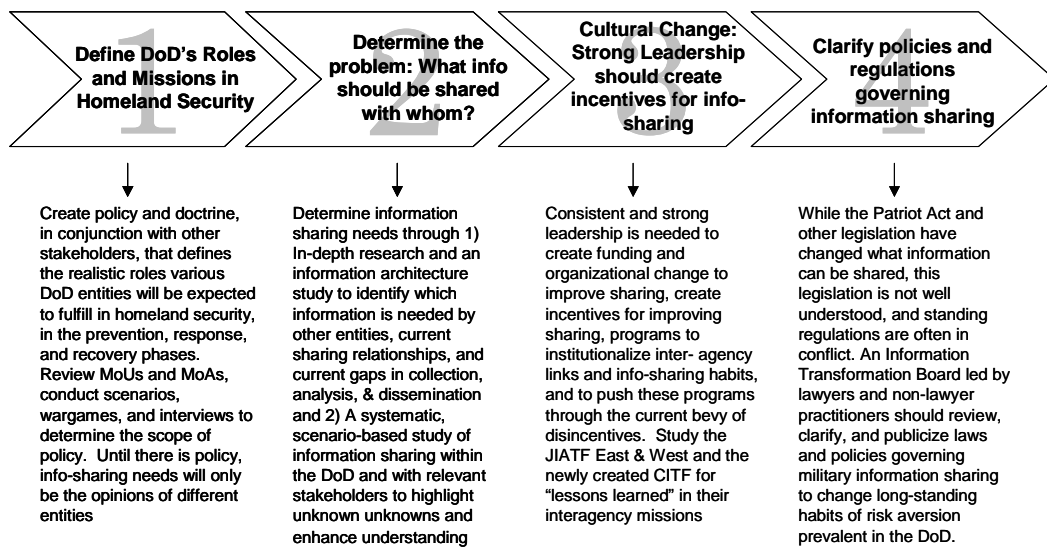 1
Define DoD's Roles
and Missions in
Homeland Security
2
Determine the
problem: What info
should be shared
with whom?
3
Cultural Change:
Strong Leadership
should create
incentives for info-
sharing
4
Clarify policies and
regulations
governing
information sharing
Create policy and doctrine,
in conjunction with other
stakeholders, that defines
the realistic roles various
DoD entities will be expected
to fulfill in homeland security,
in the prevention, response,
and recovery phases.
Review MoUs and MoAs,
conduct scenarios,
wargames, and interviews to
determine the scope of
policy.  Until there is policy,
info-sharing needs will only
be the opinions of different
entities
Determine information
sharing needs through 1)
In-depth research and an
information architecture
study to identify which
information is needed by
other entities, current
sharing relationships, and
current gaps in collection,
analysis, & dissemination
and 2) A systematic,
scenario-based study of
information sharing within
the DoD and with relevant
stakeholders to highlight
unknown unknowns and
enhance understanding
Consistent and strong
leadership is needed to
create funding and
organizational change to
improve sharing, create
incentives for improving
sharing, programs to
institutionalize inter- agency
links and info-sharing habits,
and to push these programs
through the current bevy of
disincentives.  Study the
JIATF East & West and the
newly created CITF for
“lessons learned” in their
interagency missions
While the Patriot Act and
other legislation have
changed what information
can be shared, this
legislation is not well
understood, and standing
regulations are often in
conflict. An Information
Transformation Board led by
lawyers and non-lawyer
practitioners should review,
clarify, and publicize laws
and policies governing
military information sharing
to change long-standing
habits of risk aversion
prevalent in the DoD.